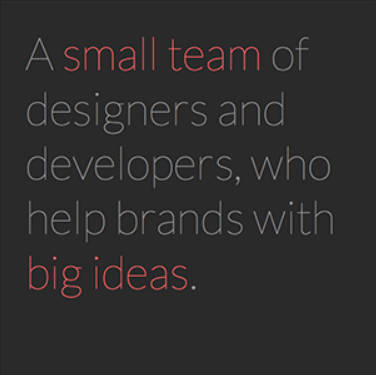 A small team of
designers and
developers, who
help brands with
big ideas.